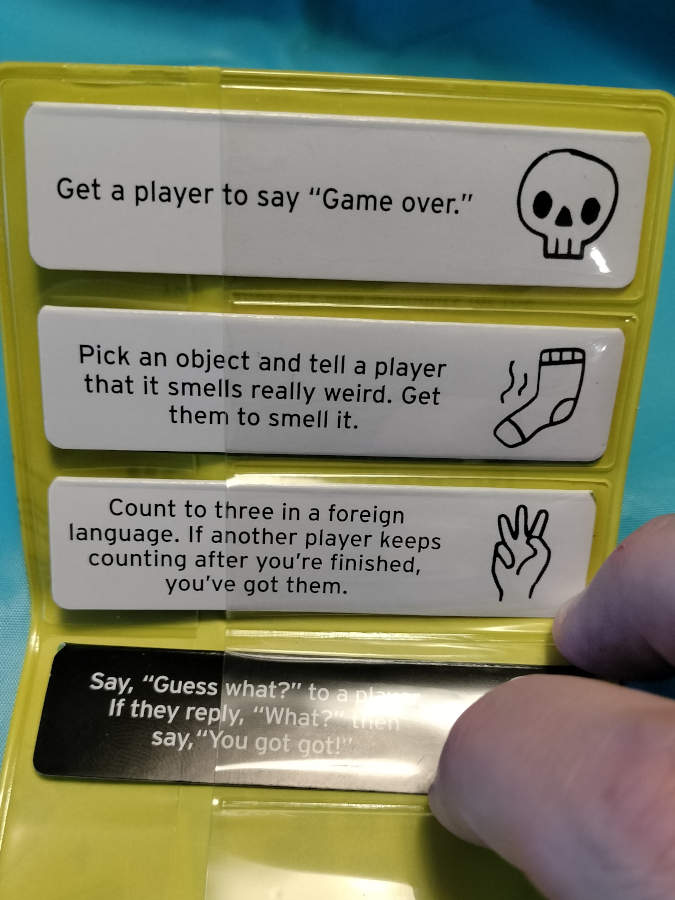 Get a player to say “Game over.”
Pick an object and tell a player
that it smells really weird. Get
them to smell it.
Count to three in a foreign
language. If another player keeps
counting after you’re finished,
you’ve got them.
Say, “Guess what?” to a player.
If they reply, “What?” then
say, “You got got!”